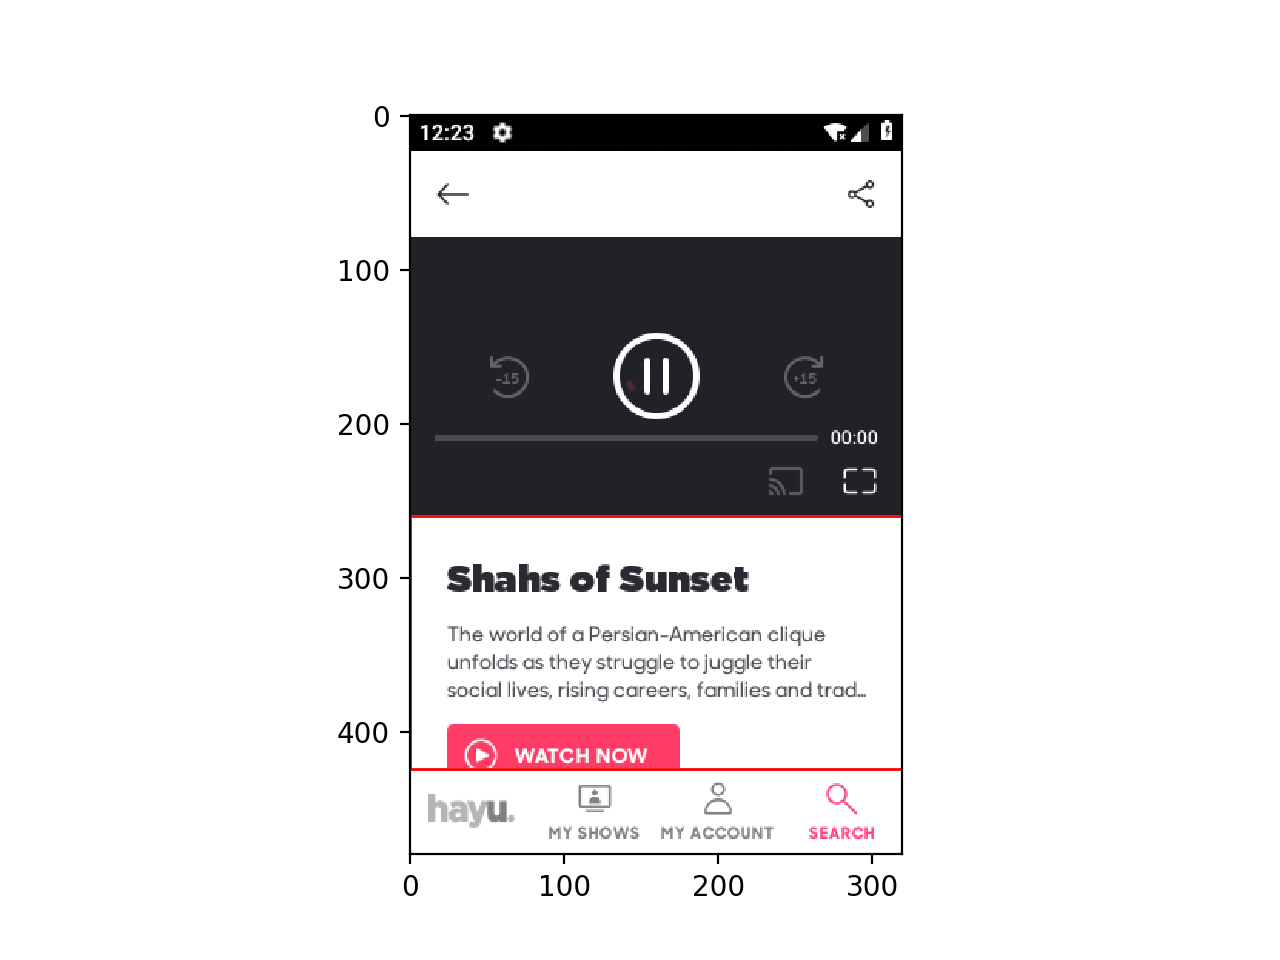 0
12:23
100
-15
+15
200
00:00
300
Shahs of Sunset
The world of a Persian-American clique
unfolds as they struggle to juggle their
social lives, rising careers, families and trad...
400
WATCH NOW
hayu.
MY SHOWS
MY ACCOUNT
SEARCH
0
100
200
300